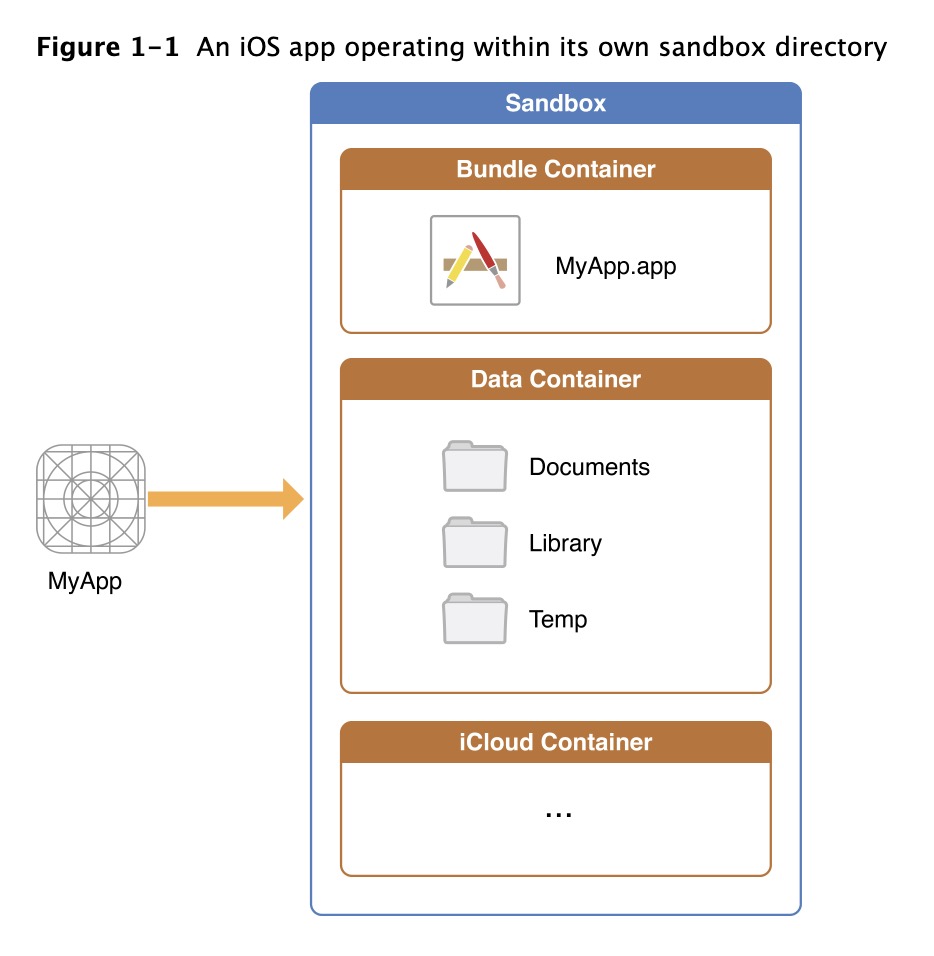 Figure 1-1 An iOS app operating within its own sandbox directory
Sandbox
Bundle Container
MyApp.app
Data Container
Documents
Library
Temp
MyApp
iCloud Container
...